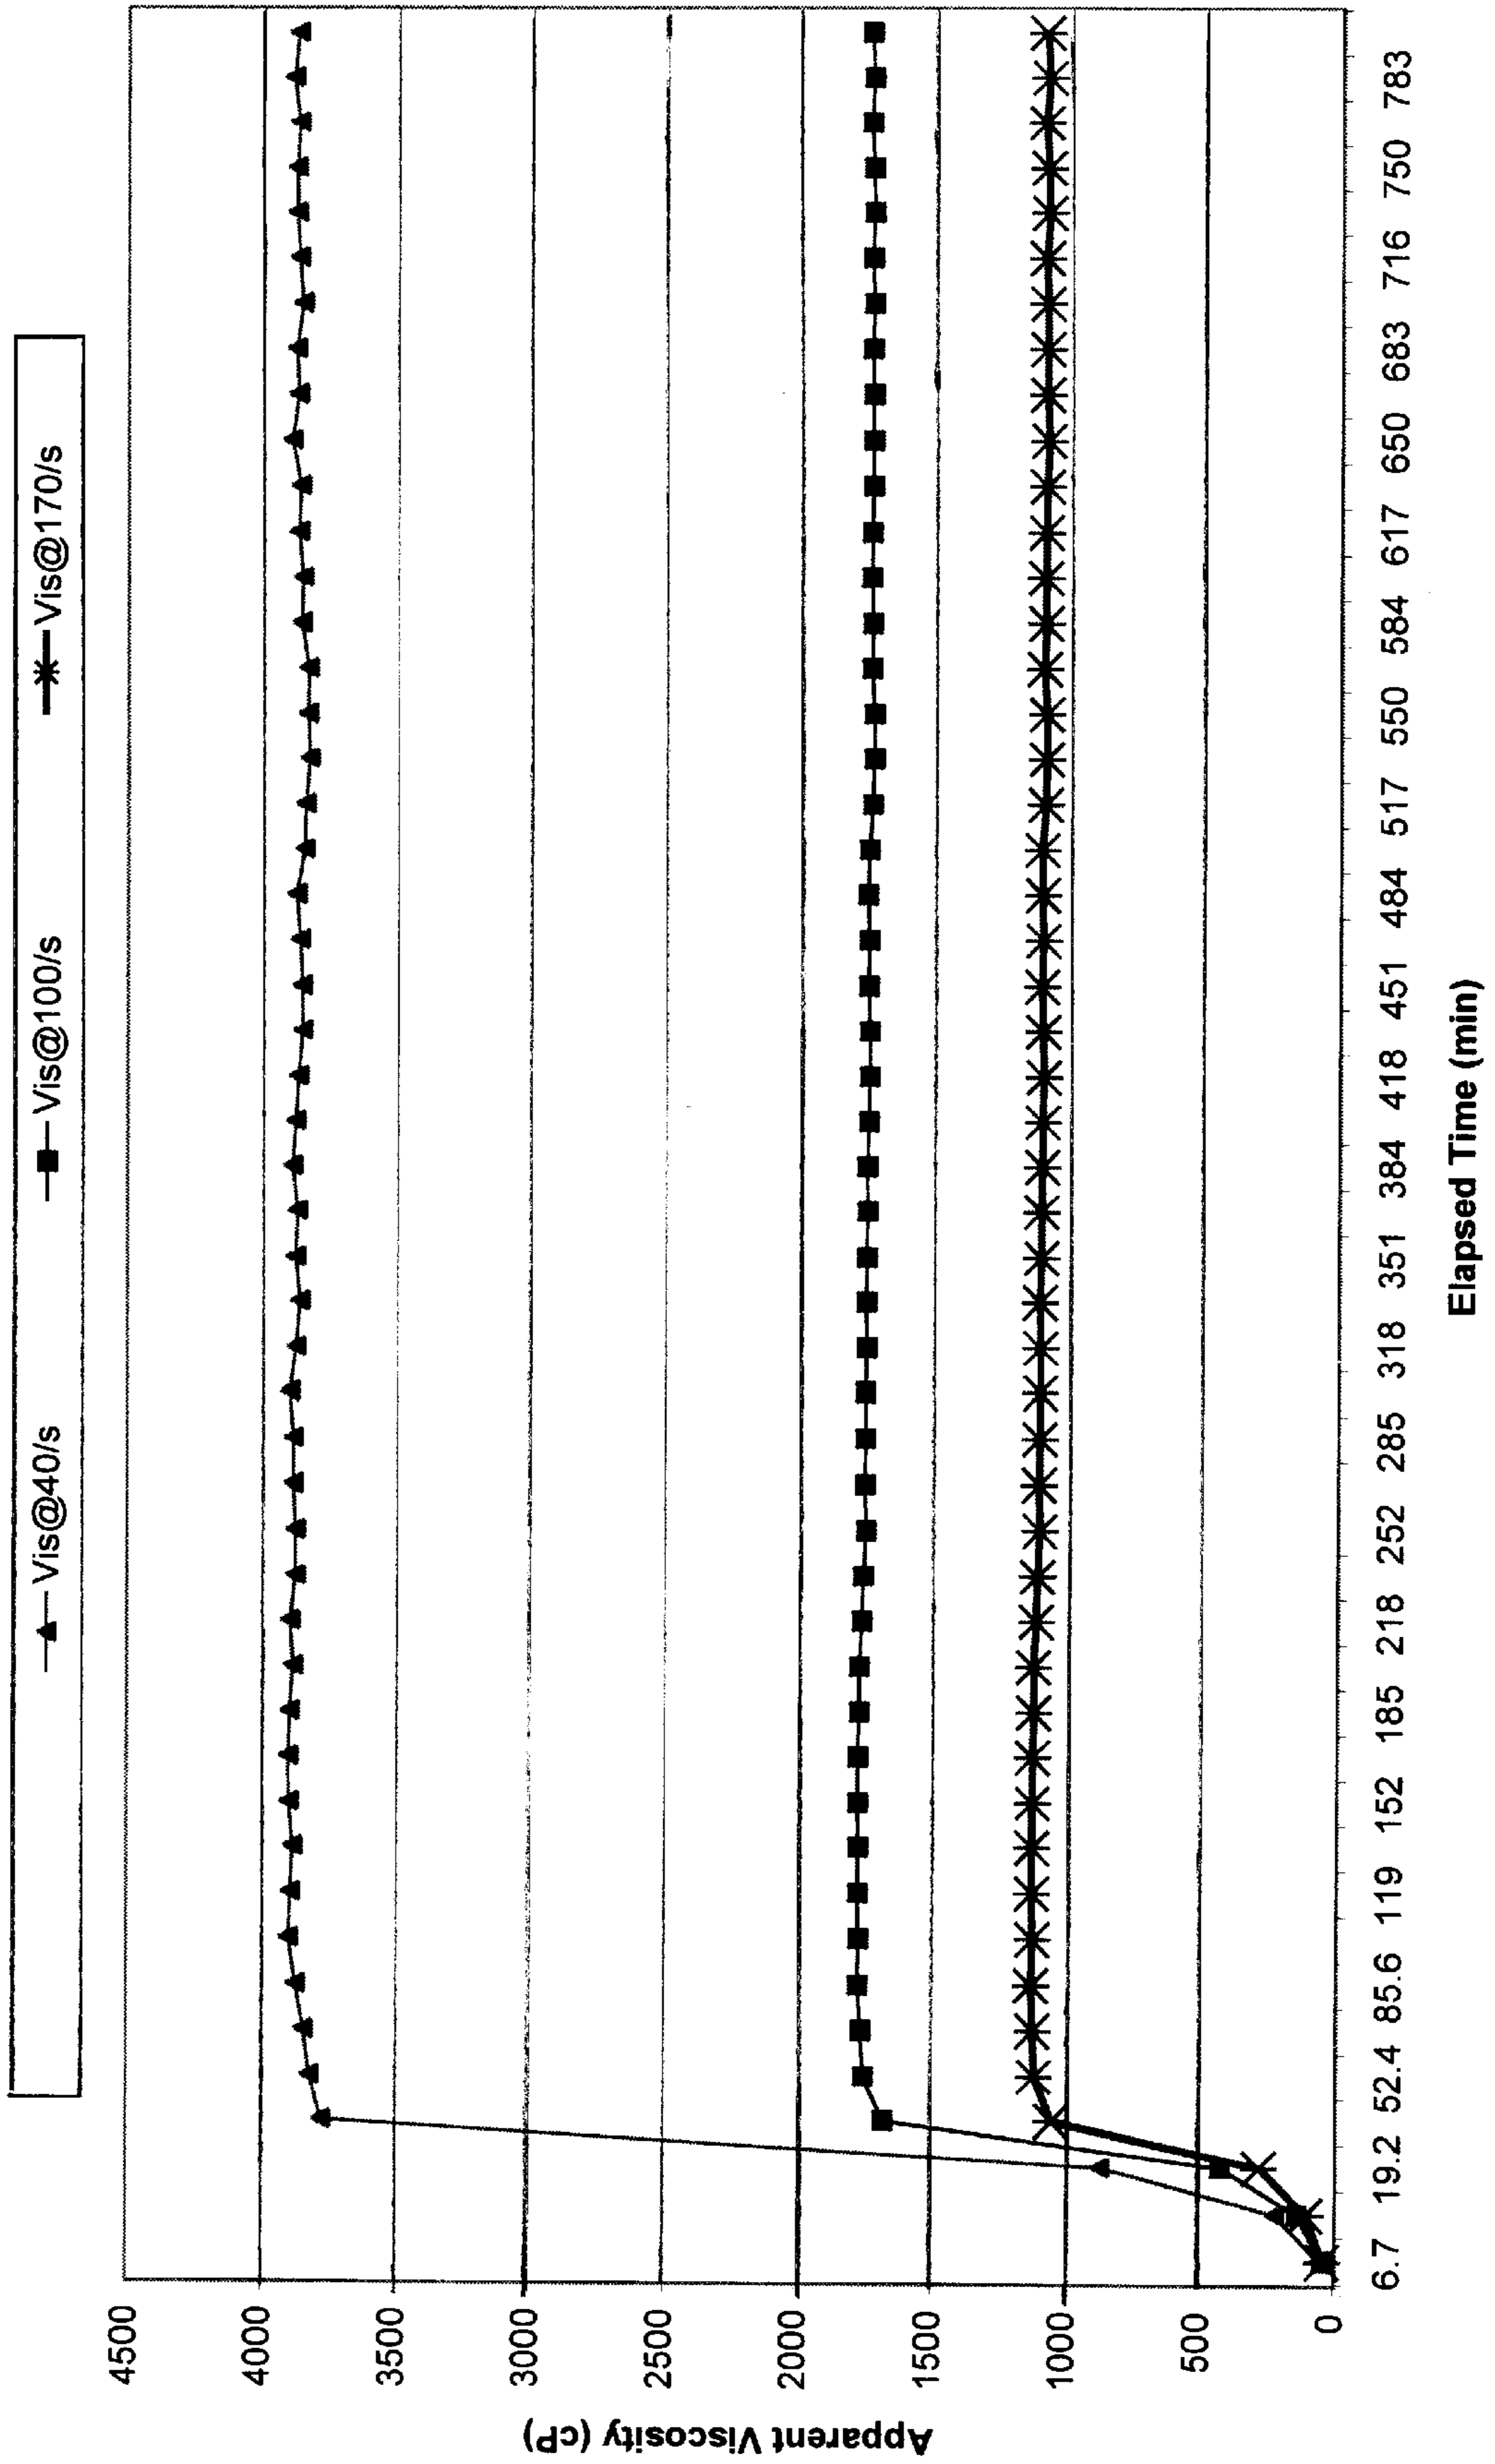 Vis@40/s
Vis@100/s
Vis@170/s
Apparent Viscosity (cP)
4500
4000
3500
3000
2500
2000
1500
1000
500
0
6.7 19.2 52.4 85.6 119 152 185 218 252 285 318 351 384 418 451 484 517 550 584 617 650 683 716 750 783
Elapsed Time (min)